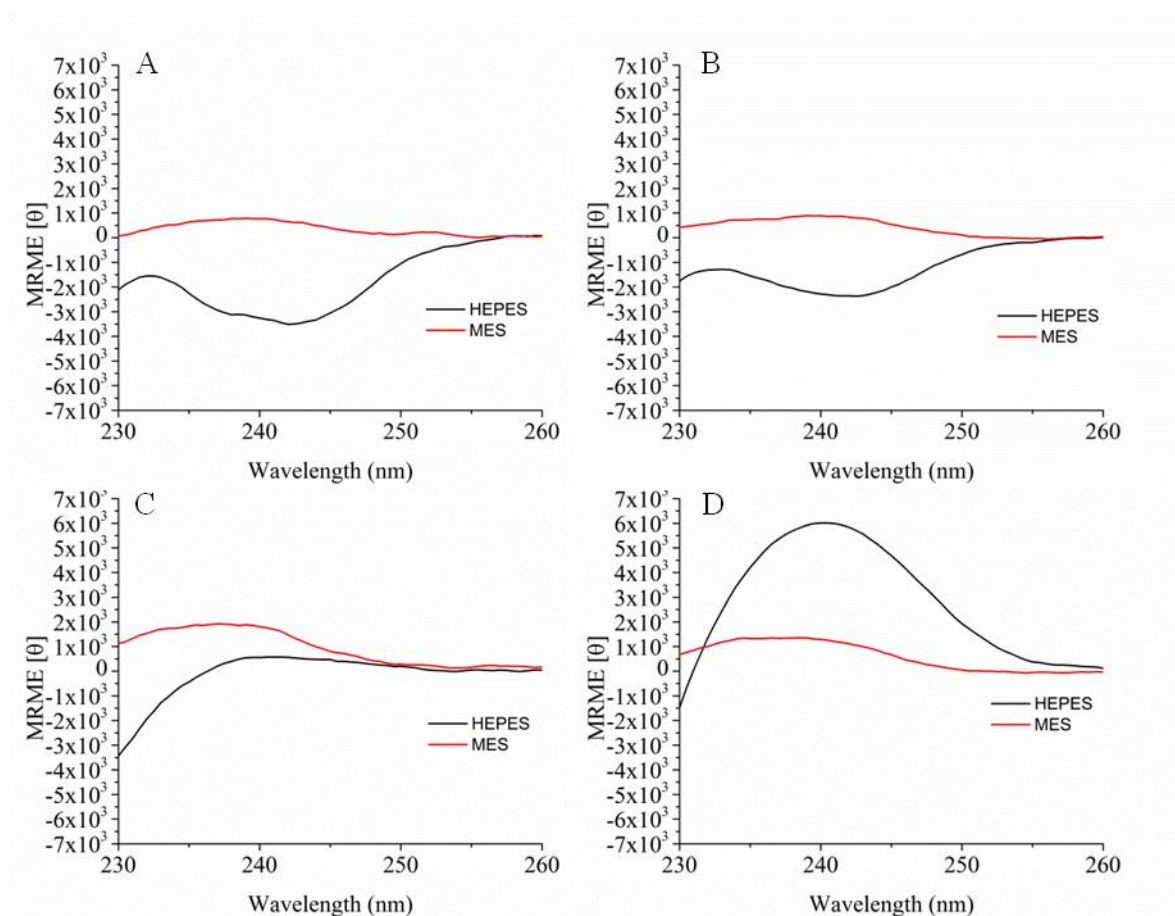 A
7x10³
6x10³
5x10³
4x10³
3x10³
2x10³
1x10³
0
-1x10³
-2x10³
-3x10³
-4x10³
-5x10³
-6x10³
-7x10³
MRME [θ]
HEPES
MES
230 240 250 260
Wavelength (nm)
B
7x10³
6x10³
5x10³
4x10³
3x10³
2x10³
1x10³
0
-1x10³
-2x10³
-3x10³
-4x10³
-5x10³
-6x10³
-7x10³
MRME [θ]
HEPES
MES
230 240 250 260
Wavelength (nm)
C
7x10³
6x10³
5x10³
4x10³
3x10³
2x10³
1x10³
0
-1x10³
-2x10³
-3x10³
-4x10³
-5x10³
-6x10³
-7x10³
MRME [θ]
HEPES
MES
230 240 250 260
Wavelength (nm)
D
7x10³
6x10³
5x10³
4x10³
3x10³
2x10³
1x10³
0
-1x10³
-2x10³
-3x10³
-4x10³
-5x10³
-6x10³
-7x10³
MRME [θ]
HEPES
MES
230 240 250 260
Wavelength (nm)